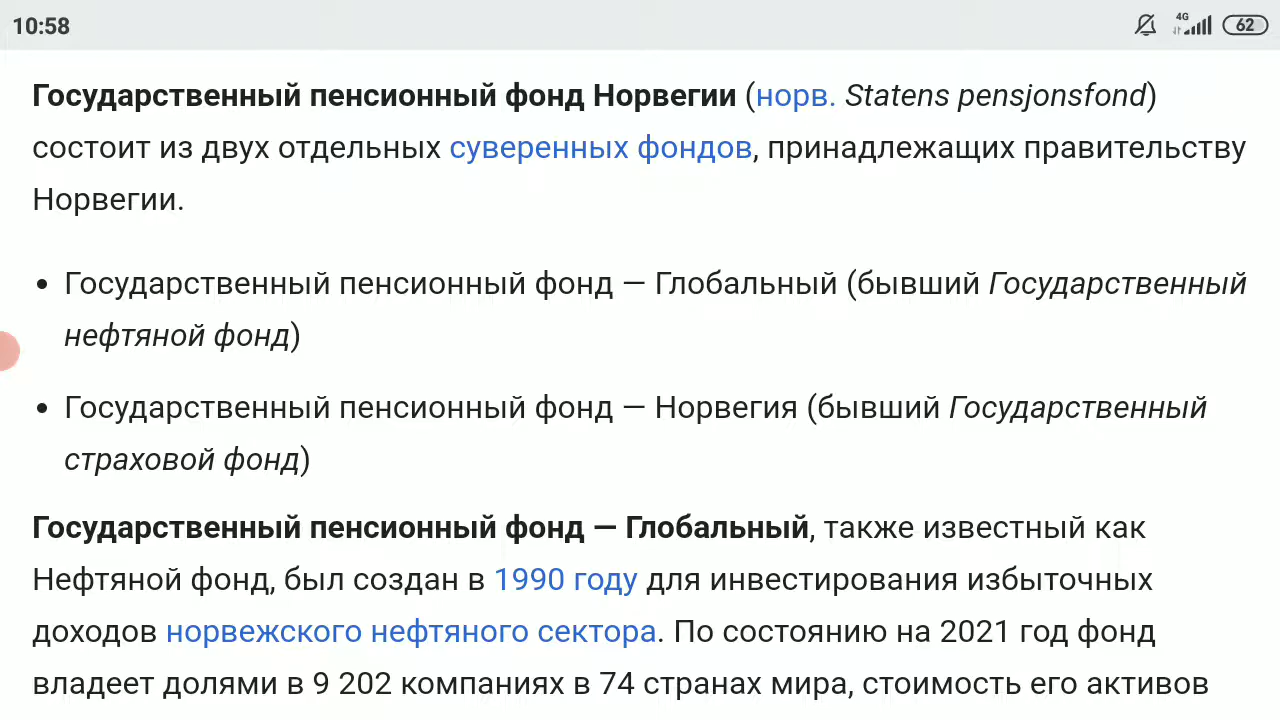 10:58
4G
62
Государственный пенсионный фонд Норвегии (норв. Statens pensjonsfond)
состоит из двух отдельных суверенных фондов, принадлежащих правительству
Норвегии.
• Государственный пенсионный фонд — Глобальный (бывший Государственный
нефтяной фонд)
• Государственный пенсионный фонд — Норвегия (бывший Государственный
страховой фонд)
Государственный пенсионный фонд — Глобальный, также известный как
Нефтяной фонд, был создан в 1990 году для инвестирования избыточных
доходов норвежского нефтяного сектора. По состоянию на 2021 год фонд
владеет долями в 9 202 компаниях в 74 странах мира, стоимость его активов